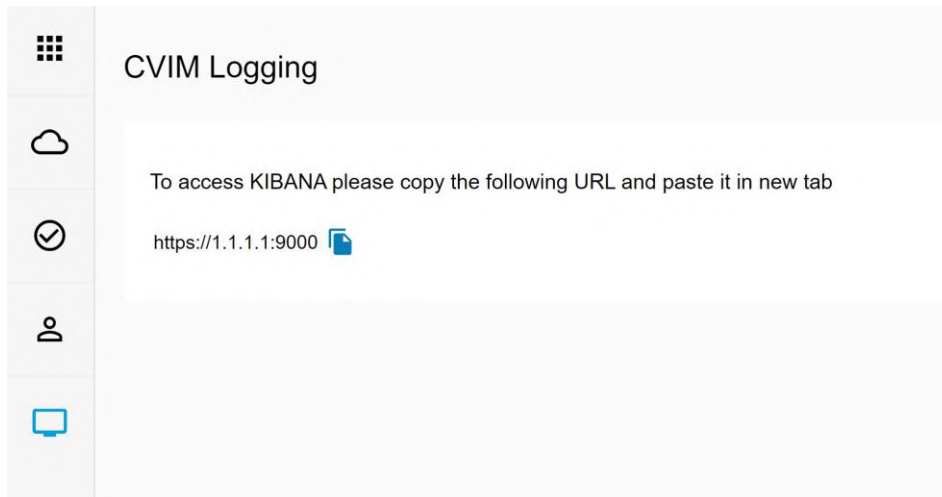 CVIM Logging
To access KIBANA please copy the following URL and paste it in new tab
https://1.1.1.1:9000